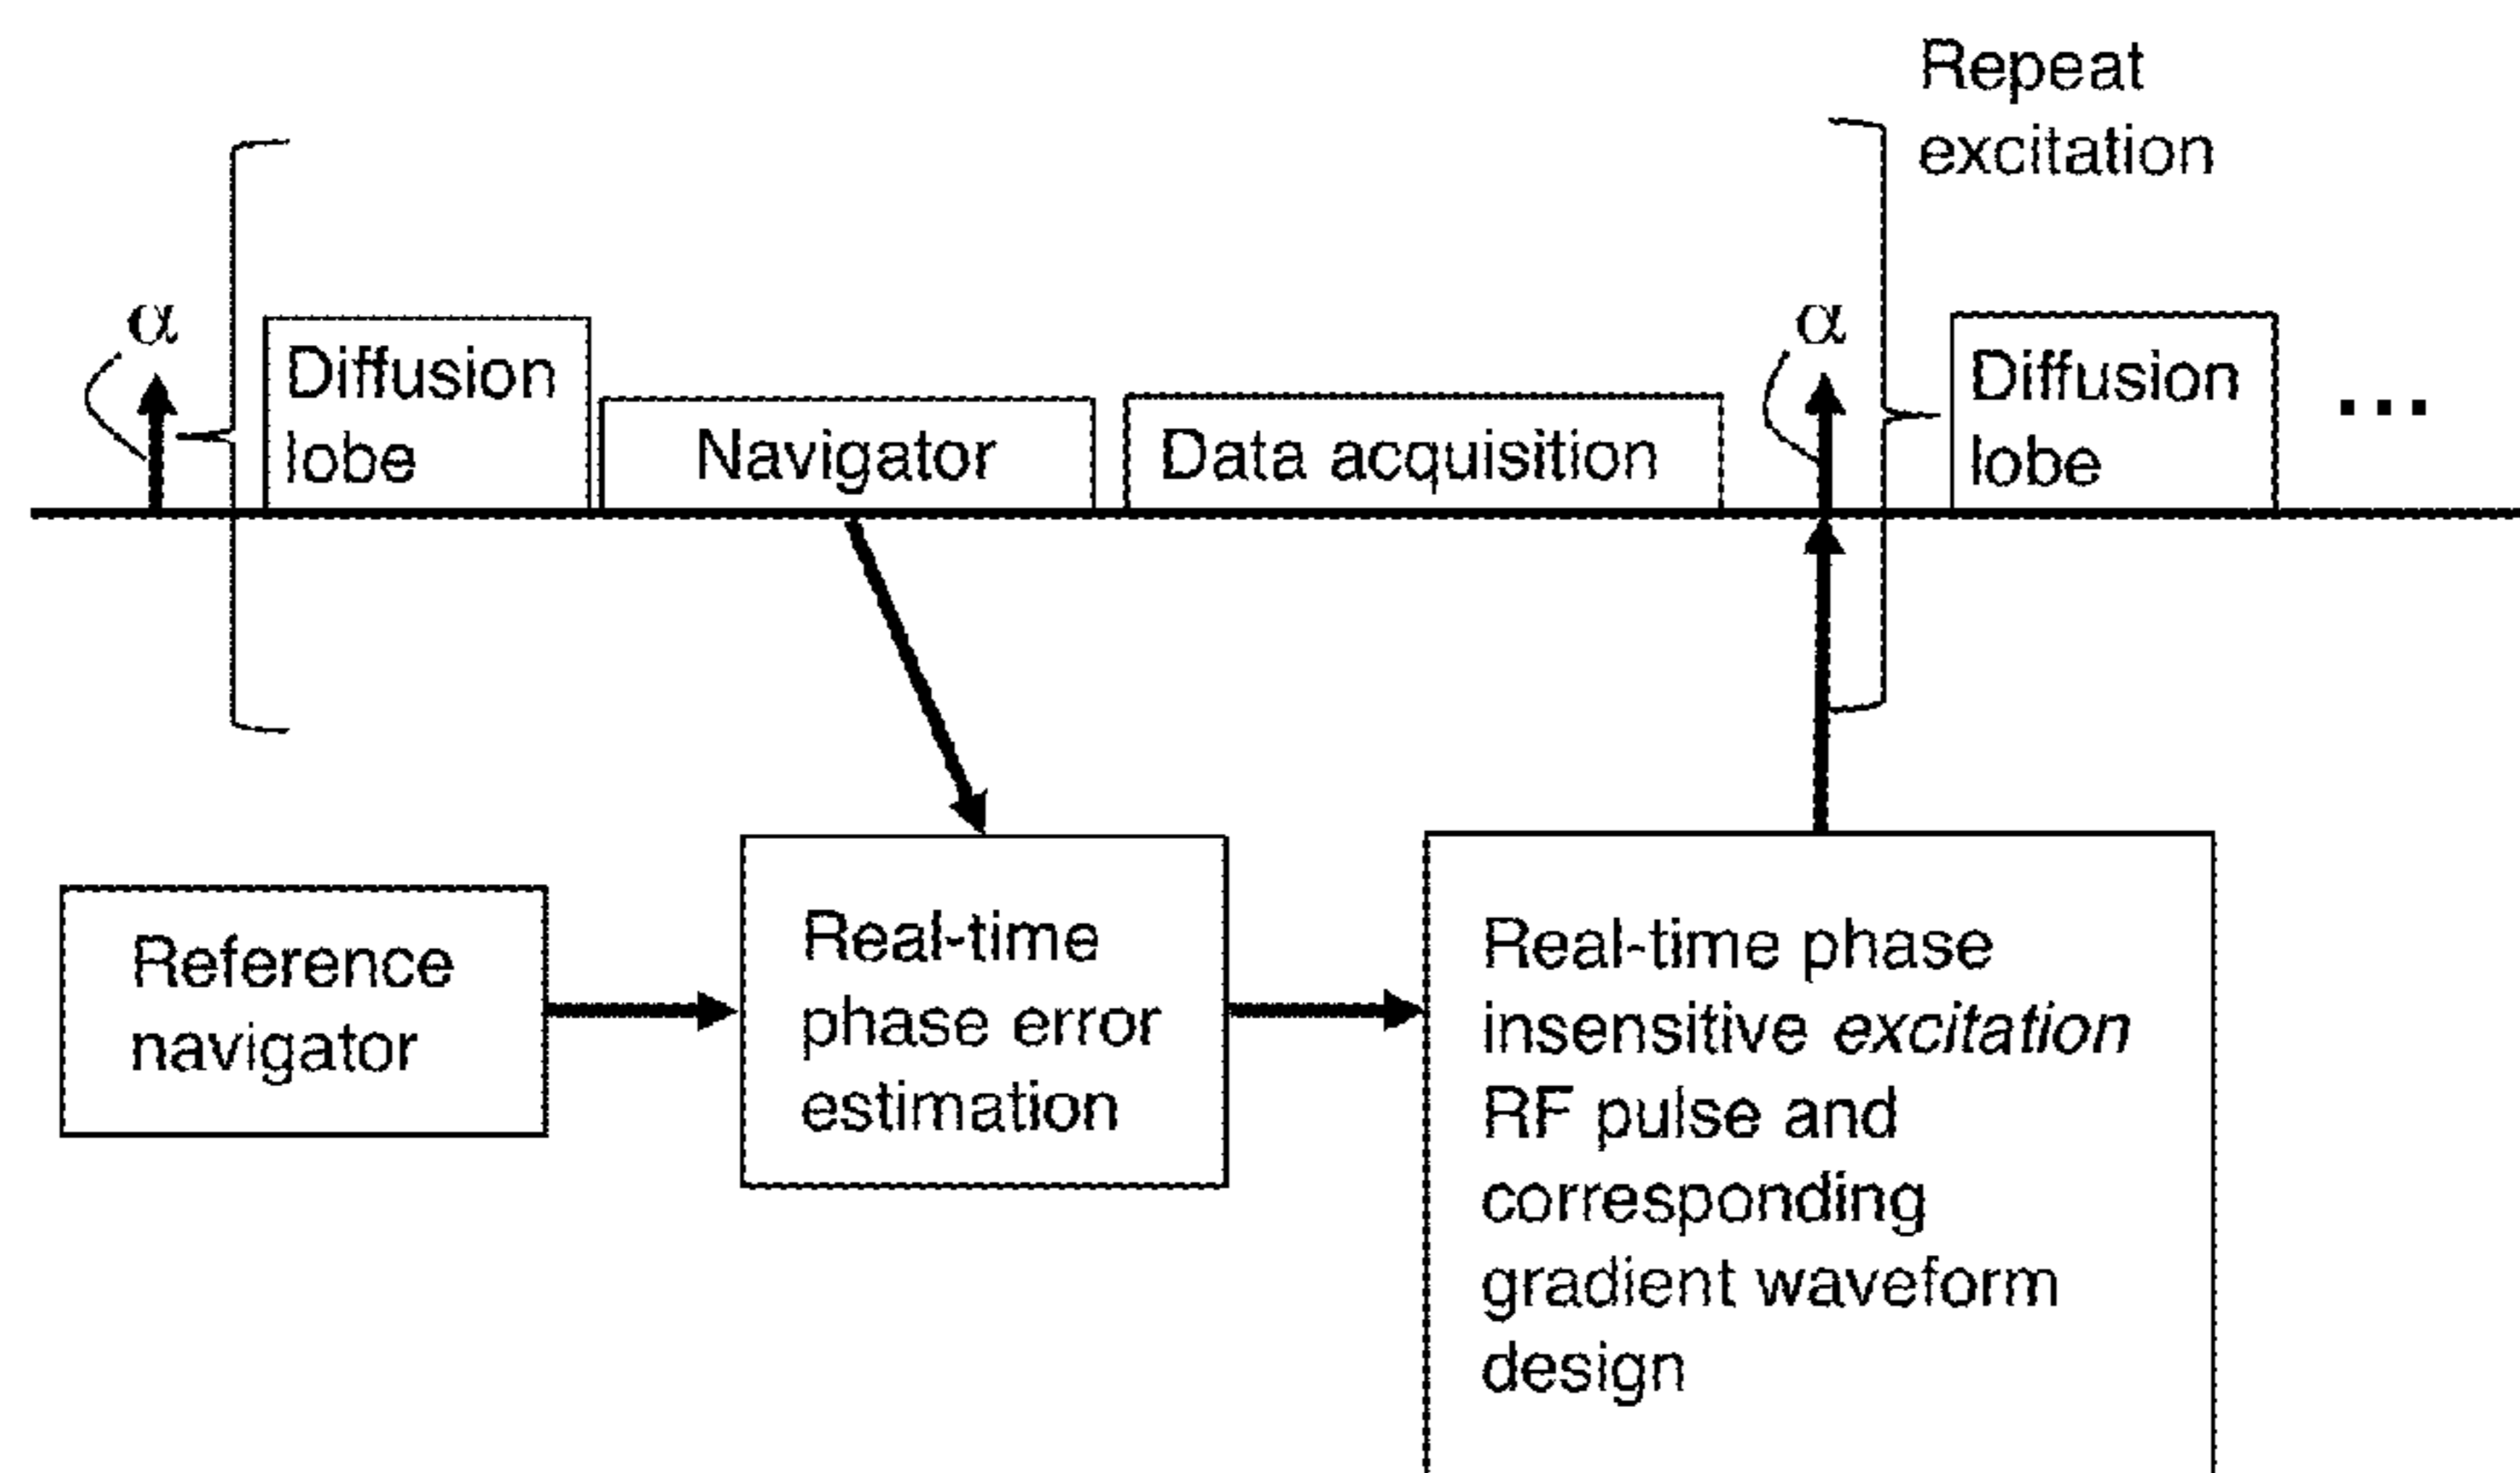 Repeat
excitation
α
Diffusion
lobe
Navigator
Data acquisition
α
Diffusion
lobe
...
Reference
navigator
Real-time
phase error
estimation
Real-time phase
insensitive excitation
RF pulse and
corresponding
gradient waveform
design